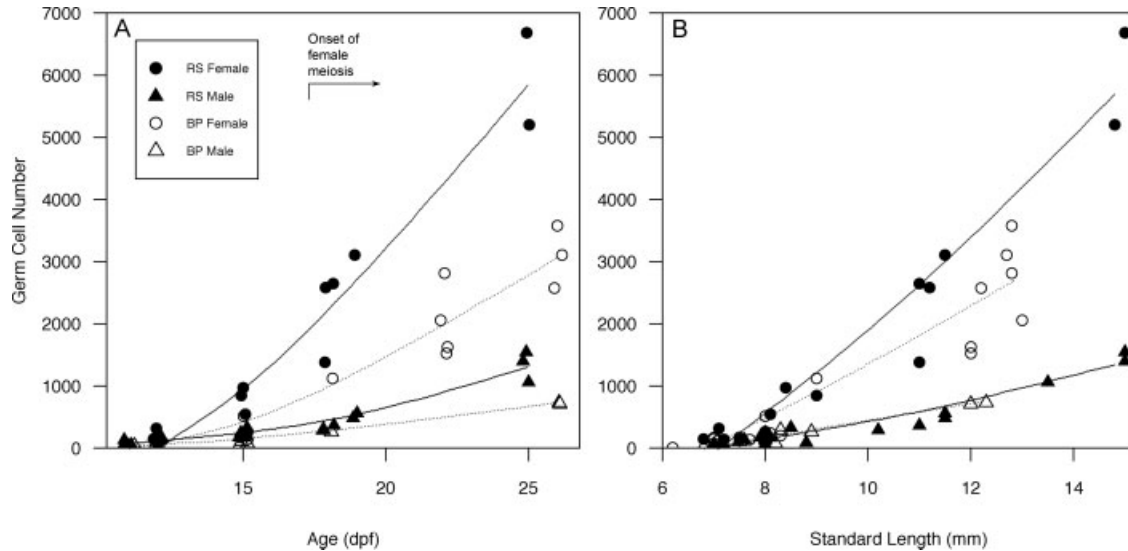 A
B
RS Female
RS Male
BP Female
BP Male
Onset of
female
meiosis
Germ Cell Number
7000
6000
5000
4000
3000
2000
1000
0
15
20
25
Age (dpf)
7000
6000
5000
4000
3000
2000
1000
0
6
8
10
12
14
Standard Length (mm)